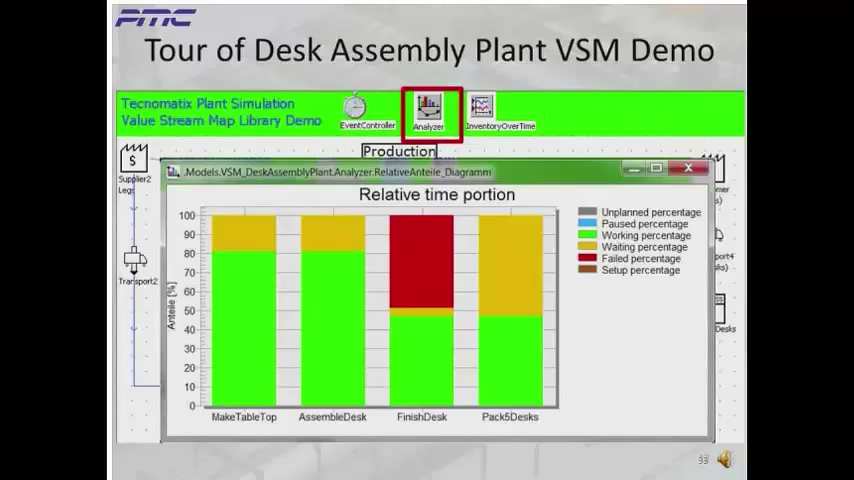 PMC
Tour of Desk Assembly Plant VSM Demo
Tecnomatix Plant Simulation
Value Stream Map Library Demo
EventController
Analyzer
InventoryOverTime
Production
Supplier2
Legs
Transport2
.Models.VSM_DeskAssemblyPlant.Analyzer.RelativeAnteile_Diagramm
Relative time portion
Anteile [%]
100
90
80
70
60
50
40
30
20
10
0
MakeTableTop
AssembleDesk
FinishDesk
Pack5Desks
Unplanned percentage
Paused percentage
Working percentage
Waiting percentage
Failed percentage
Setup percentage
Desks